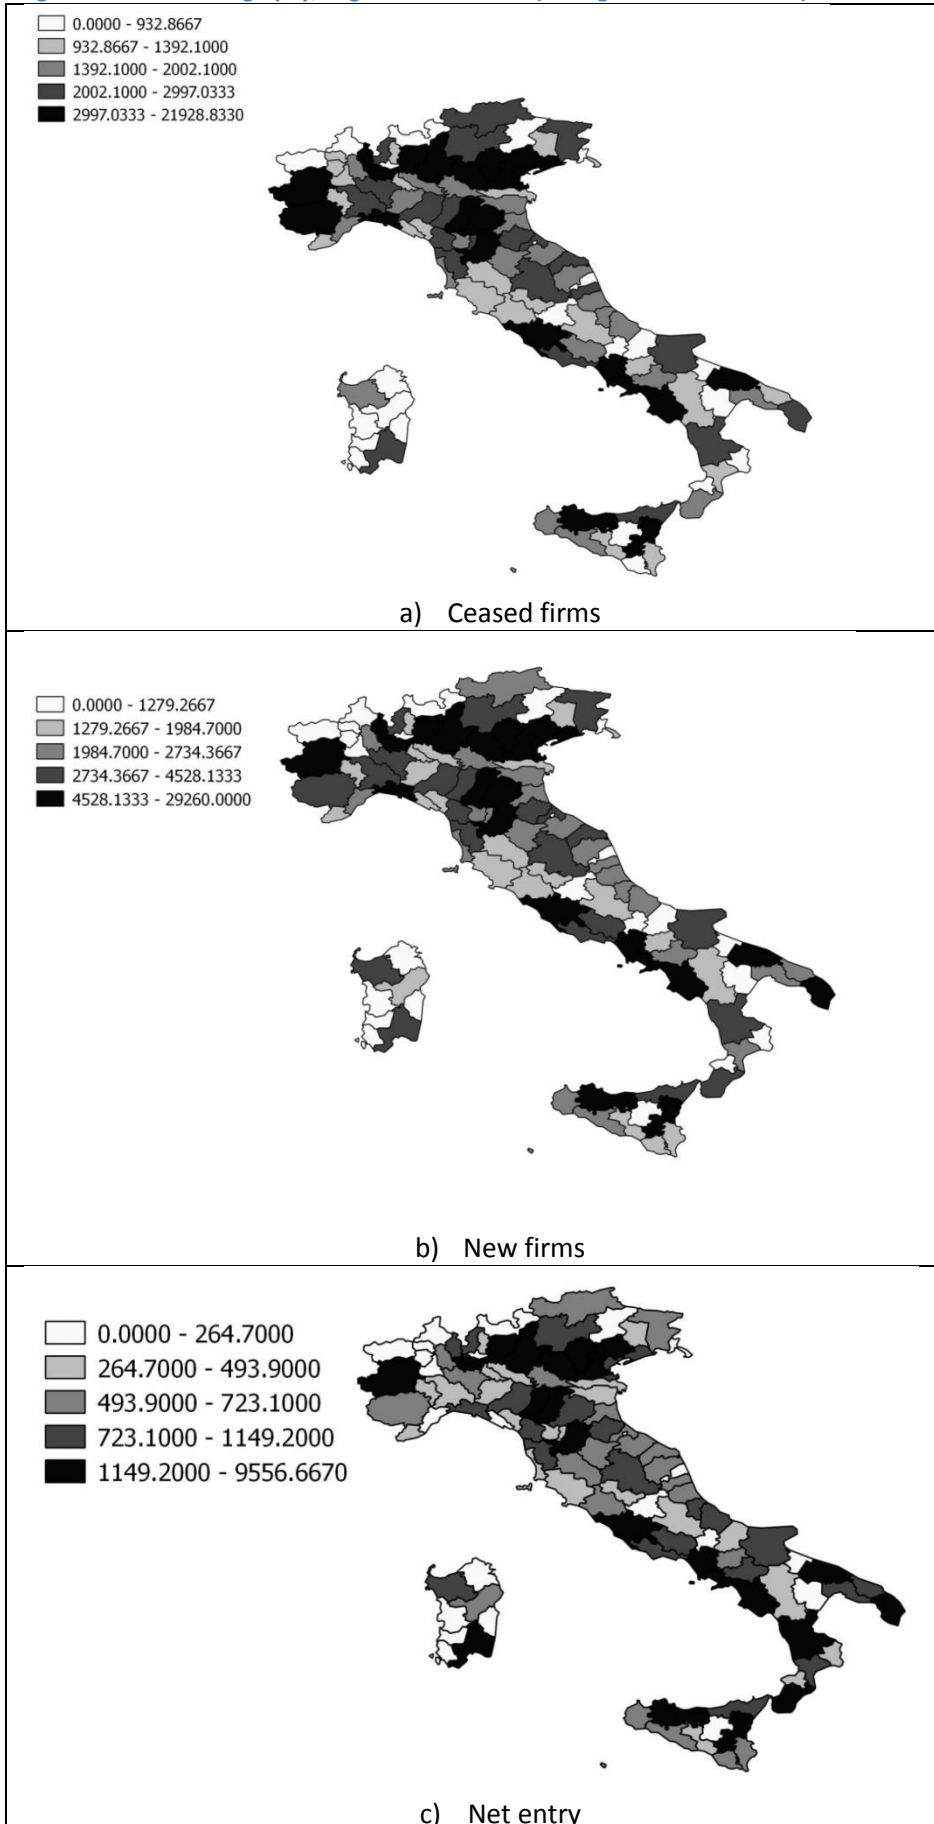 0.0000 - 932.8667
932.8667 - 1392.1000
1392.1000 - 2002.1000
2002.1000 - 2997.0333
2997.0333 - 21928.8330
a) Ceased firms
0.0000 - 1279.2667
1279.2667 - 1984.7000
1984.7000 - 2734.3667
2734.3667 - 4528.1333
4528.1333 - 29260.0000
b) New firms
0.0000 - 264.7000
264.7000 - 493.9000
493.9000 - 723.1000
723.1000 - 1149.2000
1149.2000 - 9556.6670
c) Net entry